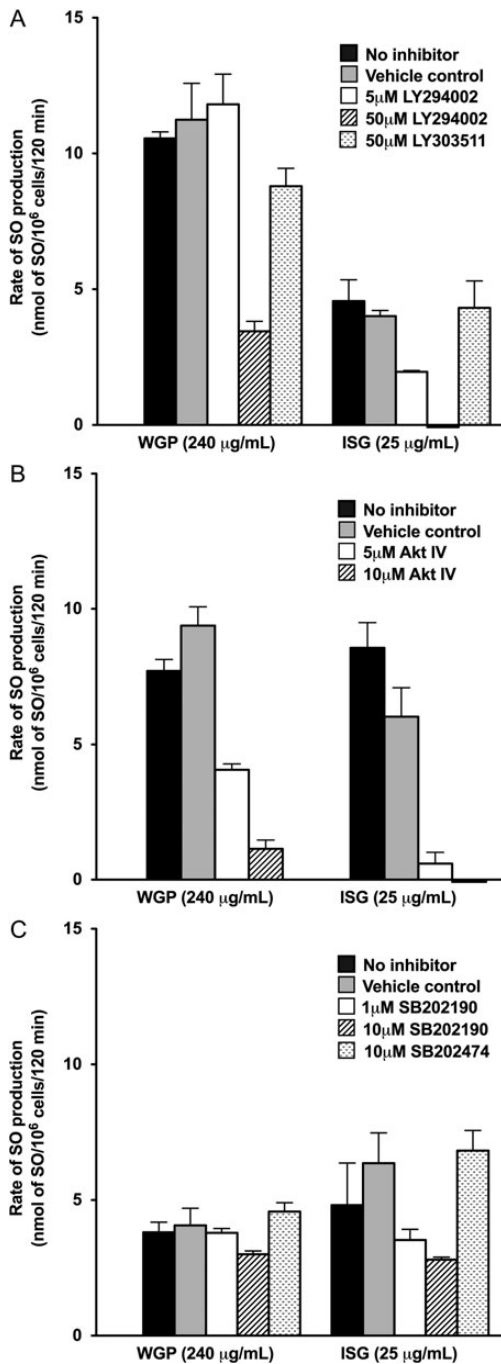 A
15
10
5
0
Rate of SO production
(nmol of SO/10⁶ cells/120 min)
No inhibitor
Vehicle control
5μM LY294002
50μM LY294002
50μM LY303511
WGP (240 μg/mL)
ISG (25 μg/mL)
B
15
10
5
0
Rate of SO production
(nmol of SO/10⁶ cells/120 min)
No inhibitor
Vehicle control
5μM Akt IV
10μM Akt IV
WGP (240 μg/mL)
ISG (25 μg/mL)
C
15
10
5
0
Rate of SO production
(nmol of SO/10⁶ cells/120 min)
No inhibitor
Vehicle control
1μM SB202190
10μM SB202190
10μM SB202474
WGP (240 μg/mL)
ISG (25 μg/mL)